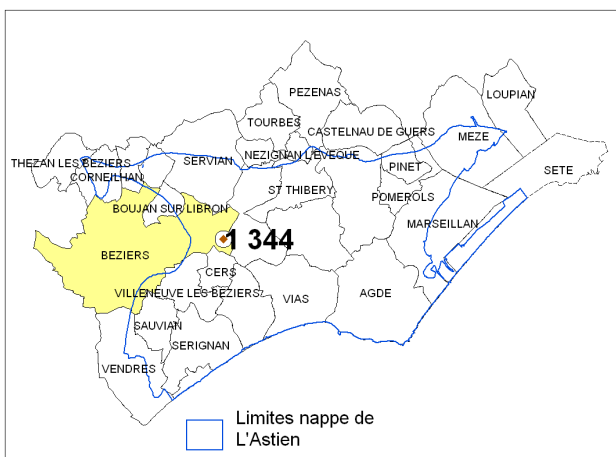 LOUPIAN
PEZENAS
TOURBES
CASTELNAU DE GUERS
MEZE
NEZIGNAN L'EVEQUE
THEZAN LES BEZIERS
SERVIAN
PINET
SETE
CORNEILHAN
ST THIBERY
POMEROLS
BOUJAN SUR LIBRON
MARSEILLAN
1 344
BEZIERS
CERS
VILLENEUVE LES BEZIERS
VIAS
AGDE
SAUVIAN
SERIGNAN
VENDRES
Limites nappe de
L'Astien